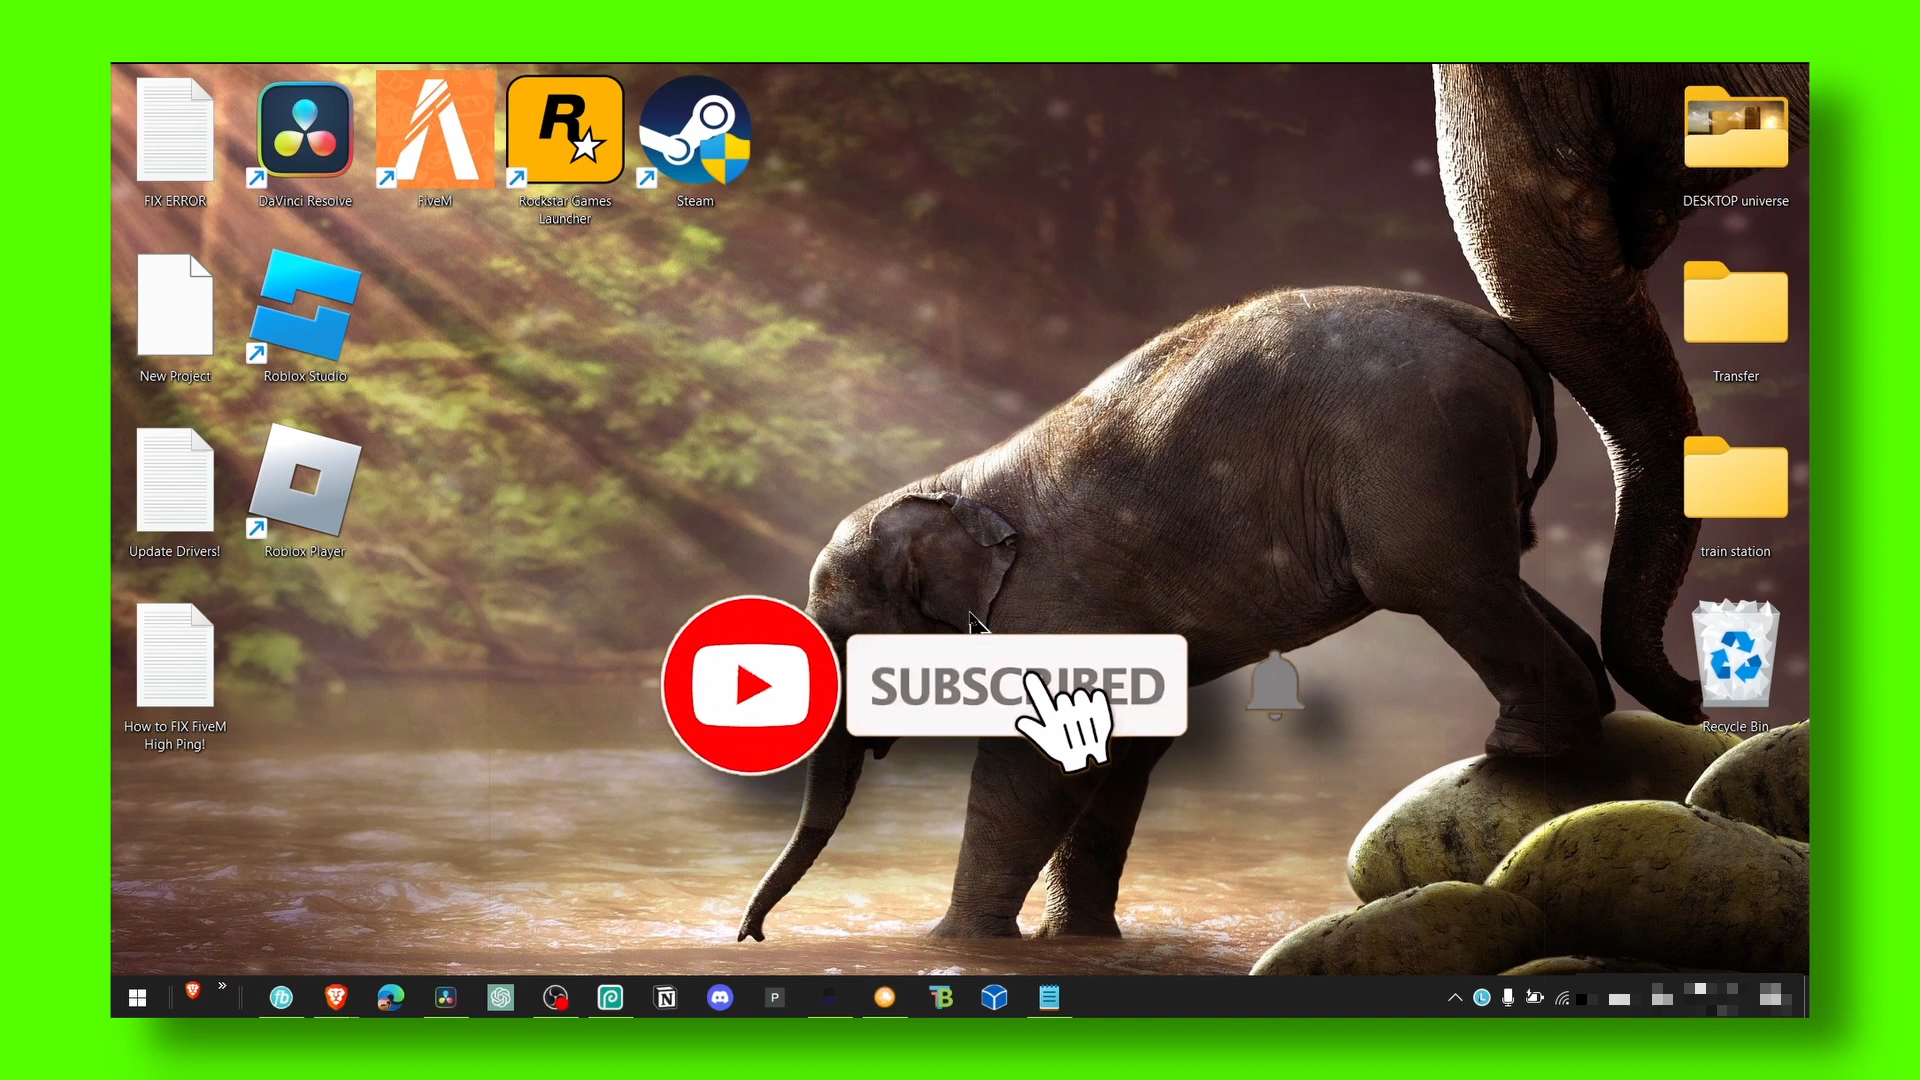 FIX ERROR
DaVinci Resolve
FiveM
Rockstar Games
Launcher
Steam
DESKTOP universe
New Project
Roblox Studio
Transfer
Update Drivers!
Roblox Player
train station
SUBSCRIBED
How to FIX FiveM
High Ping!
Recycle Bin